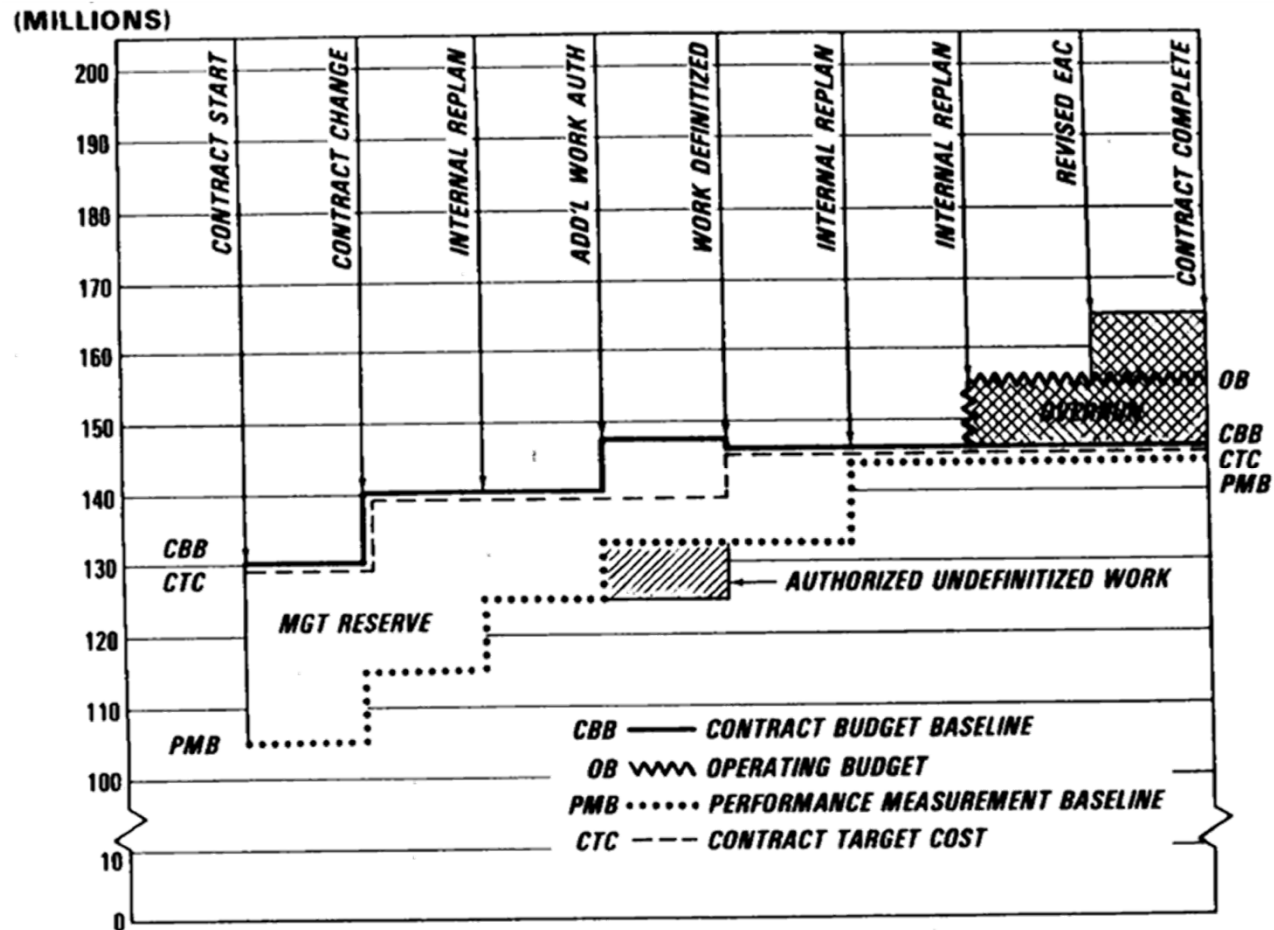 (MILLIONS)
200
190
180
170
160
150
140
130
120
110
100
10
0
CONTRACT START
CONTRACT CHANGE
INTERNAL REPLAN
ADD'L WORK AUTH
WORK DEFINITIZED
INTERNAL REPLAN
INTERNAL REPLAN
REVISED EAC
CONTRACT COMPLETE
OB
OVERRUN
CBB
CTC
PMB
CBB
CTC
AUTHORIZED UNDEFINITIZED WORK
MGT RESERVE
PMB
CBB CONTRACT BUDGET BASELINE
OB OPERATING BUDGET
PMB PERFORMANCE MEASUREMENT BASELINE
CTC CONTRACT TARGET COST